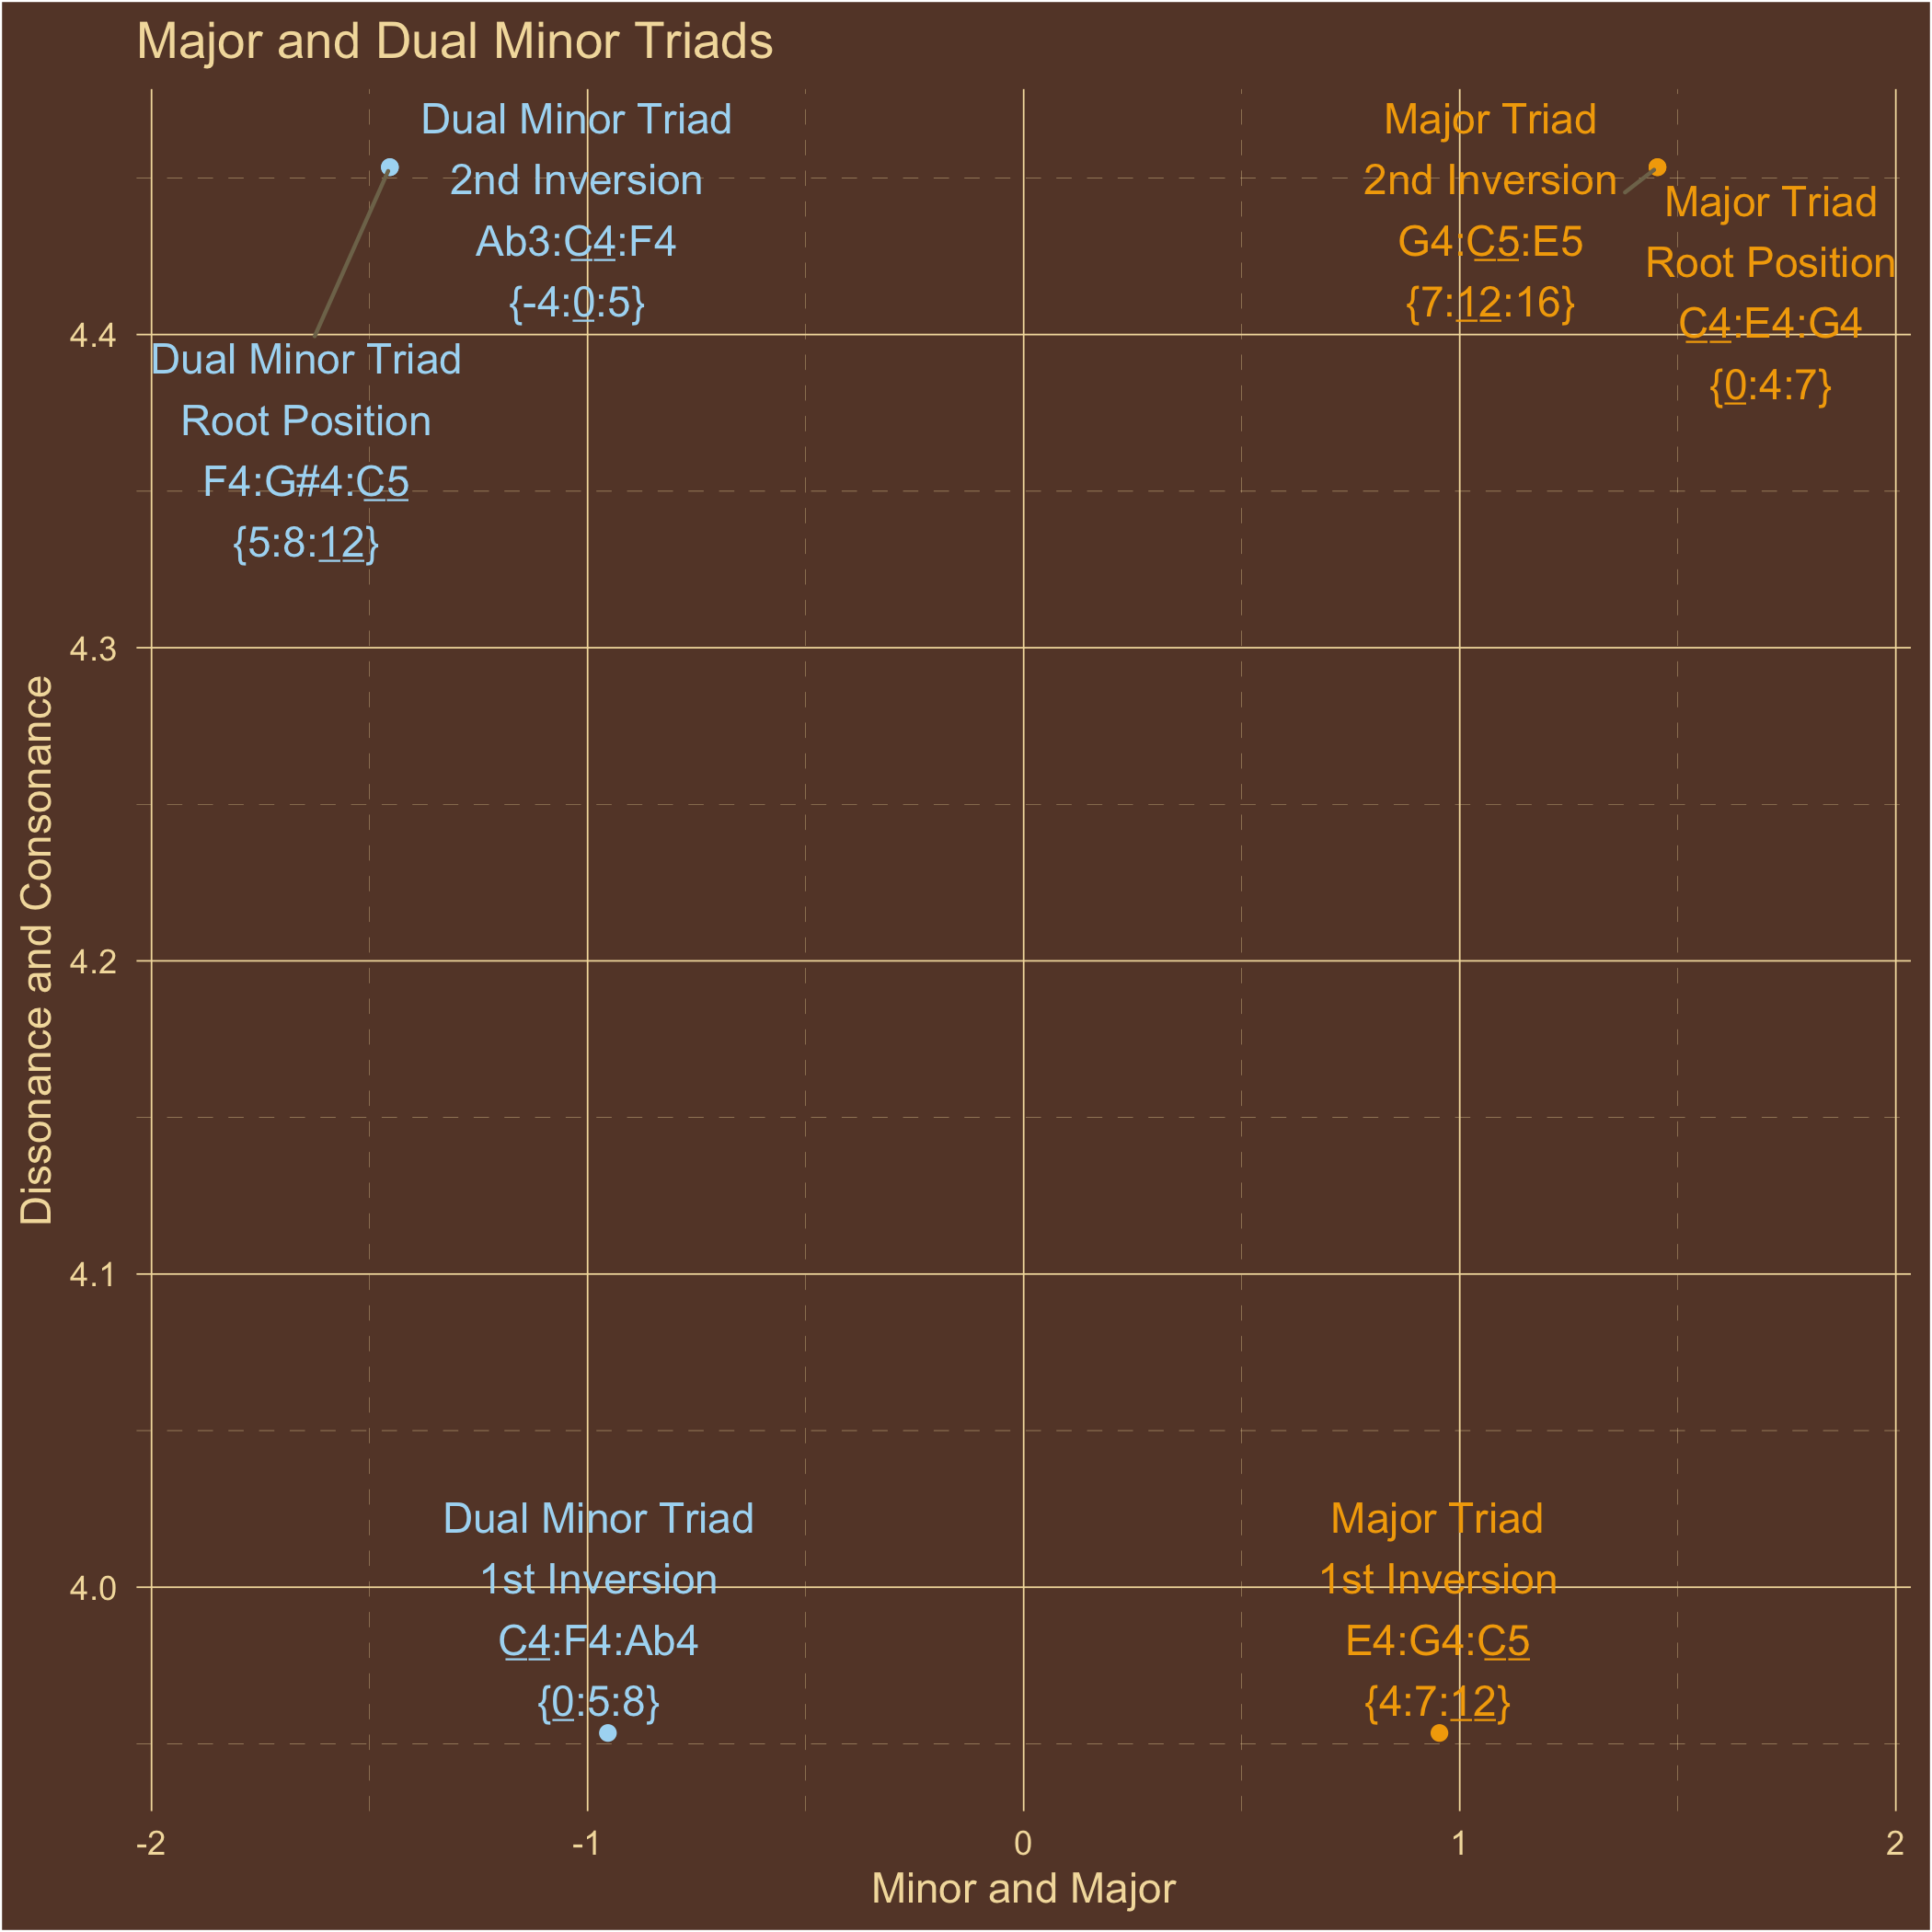 Major and Dual Minor Triads
Dual Minor Triad
2nd Inversion
Ab3:C4:F4
{-4:0:5}
Major Triad
2nd Inversion
G4:C5:E5
{7:12:16}
Major Triad
Root Position
C4:E4:G4
{0:4:7}
Dual Minor Triad
Root Position
F4:G#4:C5
{5:8:12}
Dual Minor Triad
1st Inversion
C4:F4:Ab4
{0:5:8}
Major Triad
1st Inversion
E4:G4:C5
{4:7:12}
4.4
4.3
4.2
4.1
4.0
Dissonance and Consonance
-2 -1 0 1 2
Minor and Major